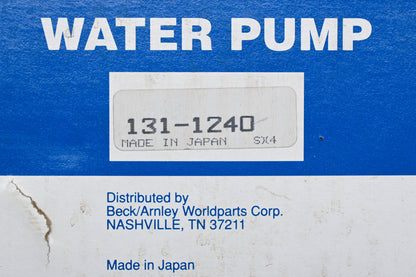 WATER PUMP
131-1240
MADE IN JAPAN SX4
Distributed by
Beck/Arnley Worldparts Corp.
NASHVILLE, TN 37211
Made in Japan